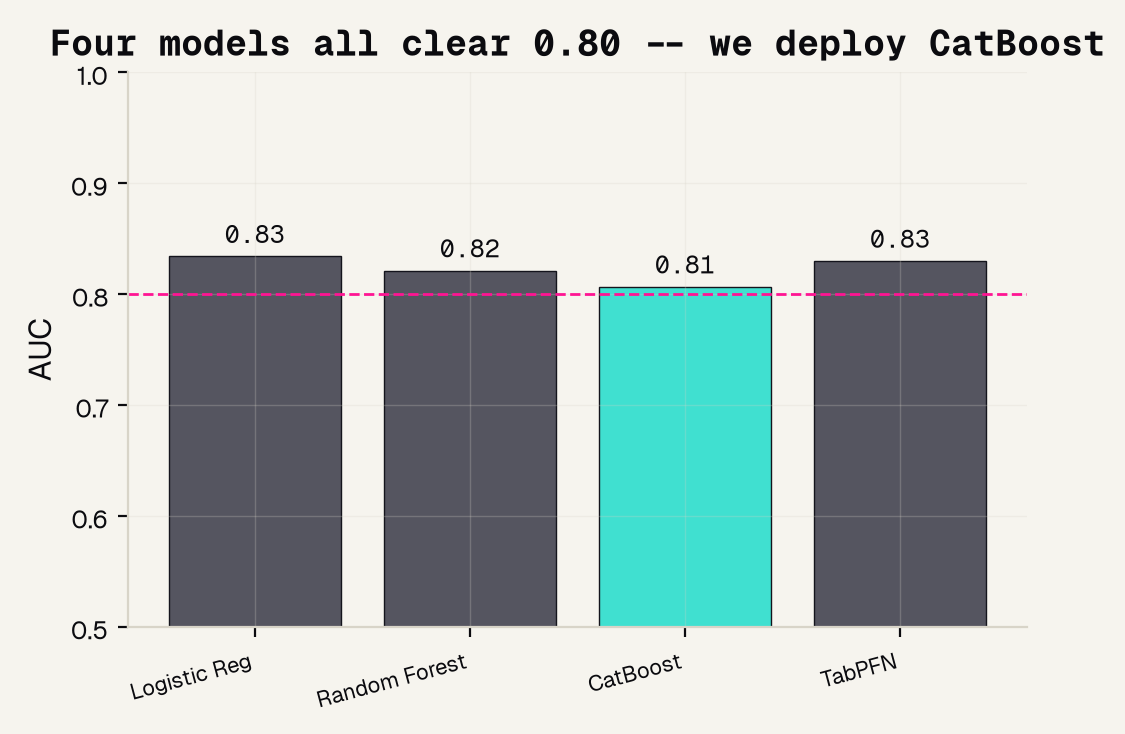 Four models all clear 0.80 -- we deploy CatBoost
1.0
0.9
0.8
0.7
0.6
0.5
AUC
0.83
0.82
0.81
0.83
Logistic Reg
Random Forest
CatBoost
TabPFN